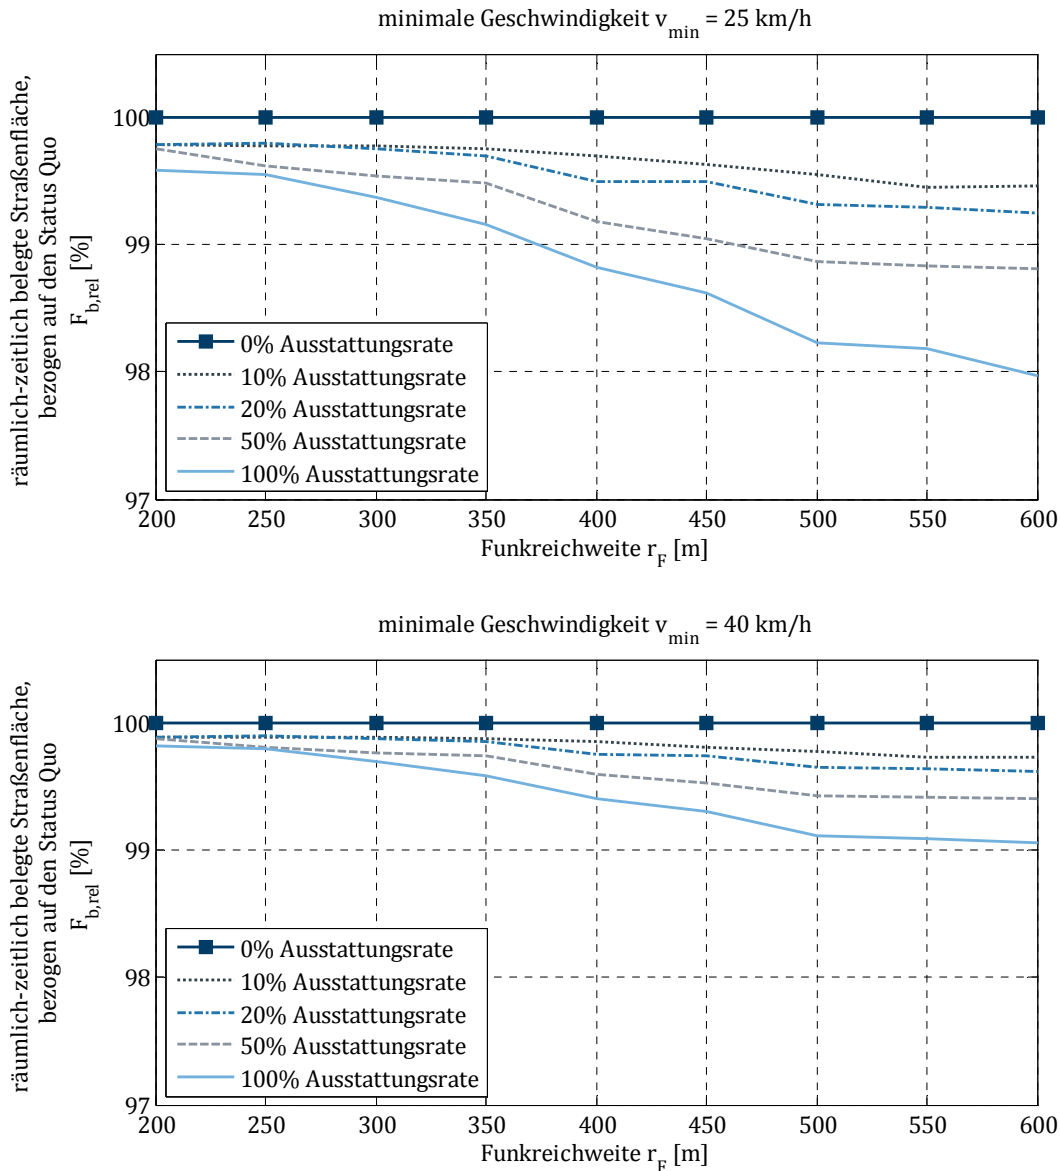 minimale Geschwindigkeit v_min = 25 km/h
räumlich-zeitlich belegte Straßenfläche,
bezogen auf den Status Quo
F_b,rel [%]
100
99
98
97
0% Ausstattungsrate
10% Ausstattungsrate
20% Ausstattungsrate
50% Ausstattungsrate
100% Ausstattungsrate
200 250 300 350 400 450 500 550 600
Funkreichweite r_F [m]
minimale Geschwindigkeit v_min = 40 km/h
räumlich-zeitlich belegte Straßenfläche,
bezogen auf den Status Quo
F_b,rel [%]
100
99
98
97
0% Ausstattungsrate
10% Ausstattungsrate
20% Ausstattungsrate
50% Ausstattungsrate
100% Ausstattungsrate
200 250 300 350 400 450 500 550 600
Funkreichweite r_F [m]